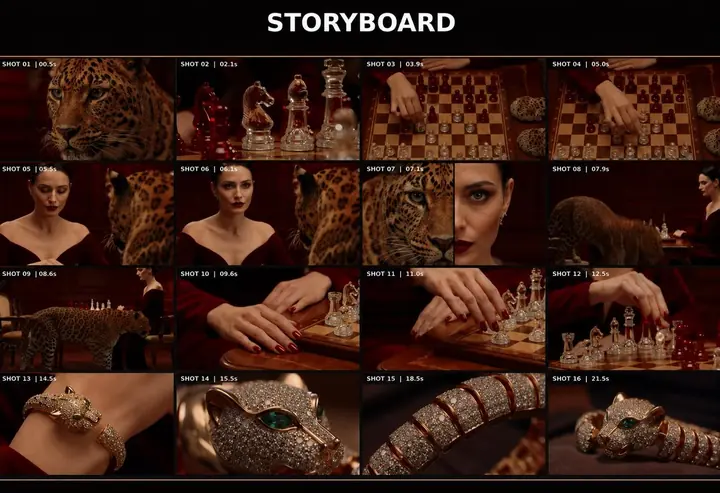 STORYBOARD
SHOT 01 | 00.5s
SHOT 02 | 02.1s
SHOT 03 | 03.9s
SHOT 04 | 05.0s
SHOT 05 | 05.5s
SHOT 06 | 06.1s
SHOT 07 | 07.1s
SHOT 08 | 07.9s
SHOT 09 | 08.6s
SHOT 10 | 09.6s
SHOT 11 | 11.0s
SHOT 12 | 12.5s
SHOT 13 | 14.5s
SHOT 14 | 15.5s
SHOT 15 | 18.5s
SHOT 16 | 21.5s